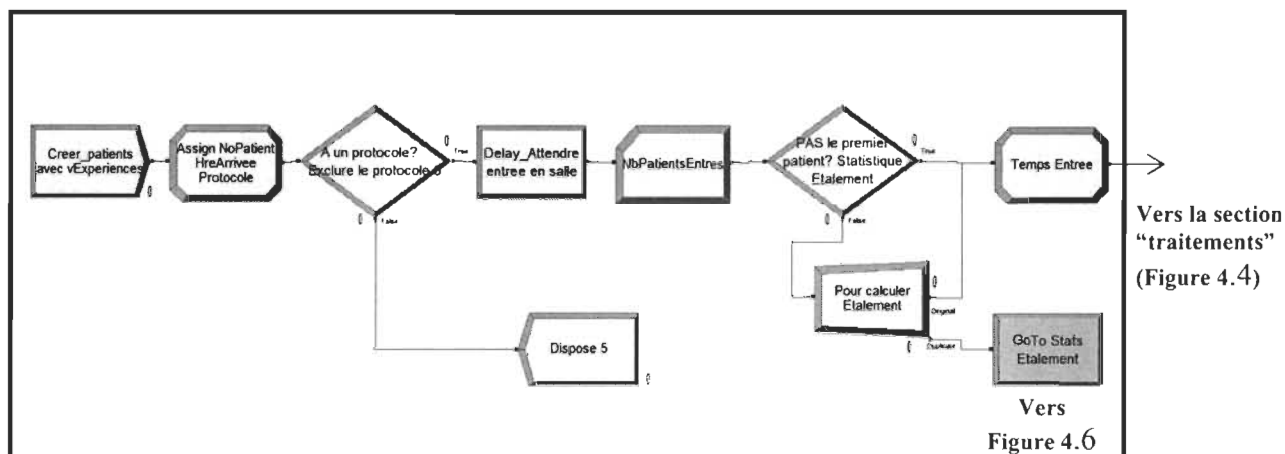 Creer_patients
avec vExperiences
0
Assign NoPatient
HreArrivee
Protocole
A un protocole?
Exclure le protocole 5
0
True
0
False
Delay_Attendre
entree en salle
NbPatientsEntres
PAS le premier
patient? Statistique
Etalement
0
True
0
False
Temps Entree
Pour calculer
Etalement
0
Original
0
Duplicate
Dispose 5
0
GoTo Stats
Etalement
Vers
Figure 4.6
Vers la section
“traitements”
(Figure 4.4)